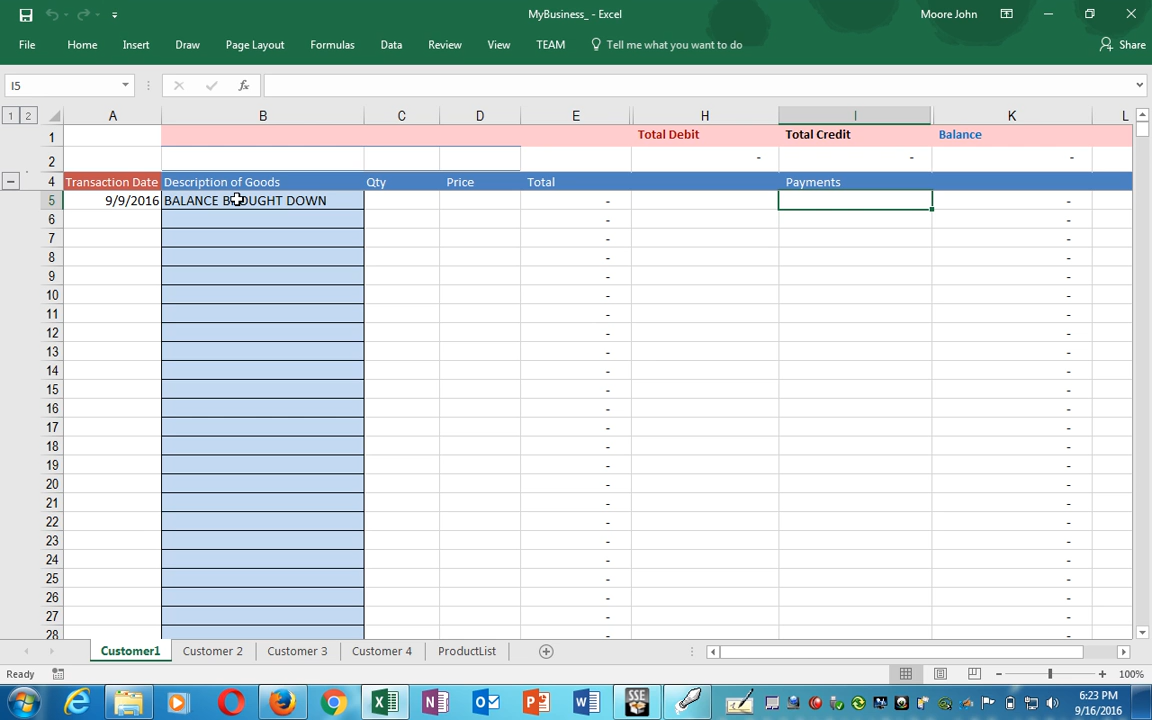 MyBusiness_ - Excel
Moore John
File Home Insert Draw Page Layout Formulas Data Review View TEAM Tell me what you want to do Share
I5 fx
1 2 A B C D E H I K L
1 Total Debit Total Credit Balance
2 - - -
4 Transaction Date Description of Goods Qty Price Total Payments
5 9/9/2016 BALANCE BROUGHT DOWN - -
6 - -
7 - -
8 - -
9 - -
10 - -
11 - -
12 - -
13 - -
14 - -
15 - -
16 - -
17 - -
18 - -
19 - -
20 - -
21 - -
22 - -
23 - -
24 - -
25 - -
26 - -
27 - -
28 - -
Customer1 Customer 2 Customer 3 Customer 4 ProductList
Ready 100%
SSE
6:23 PM
9/16/2016